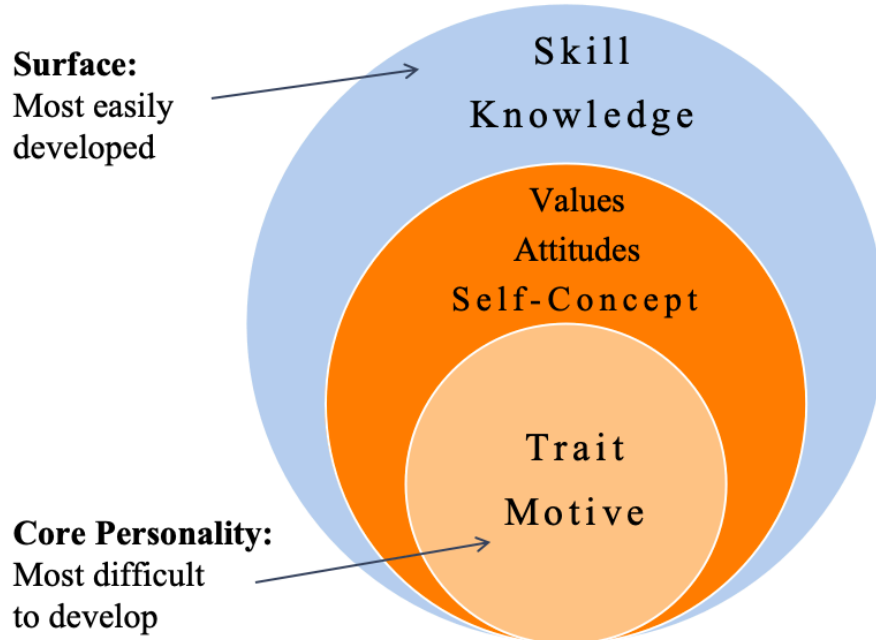 Surface:
Most easily
developed
Skill
Knowledge
Values
Attitudes
Self-Concept
Trait
Motive
Core Personality:
Most difficult
to develop